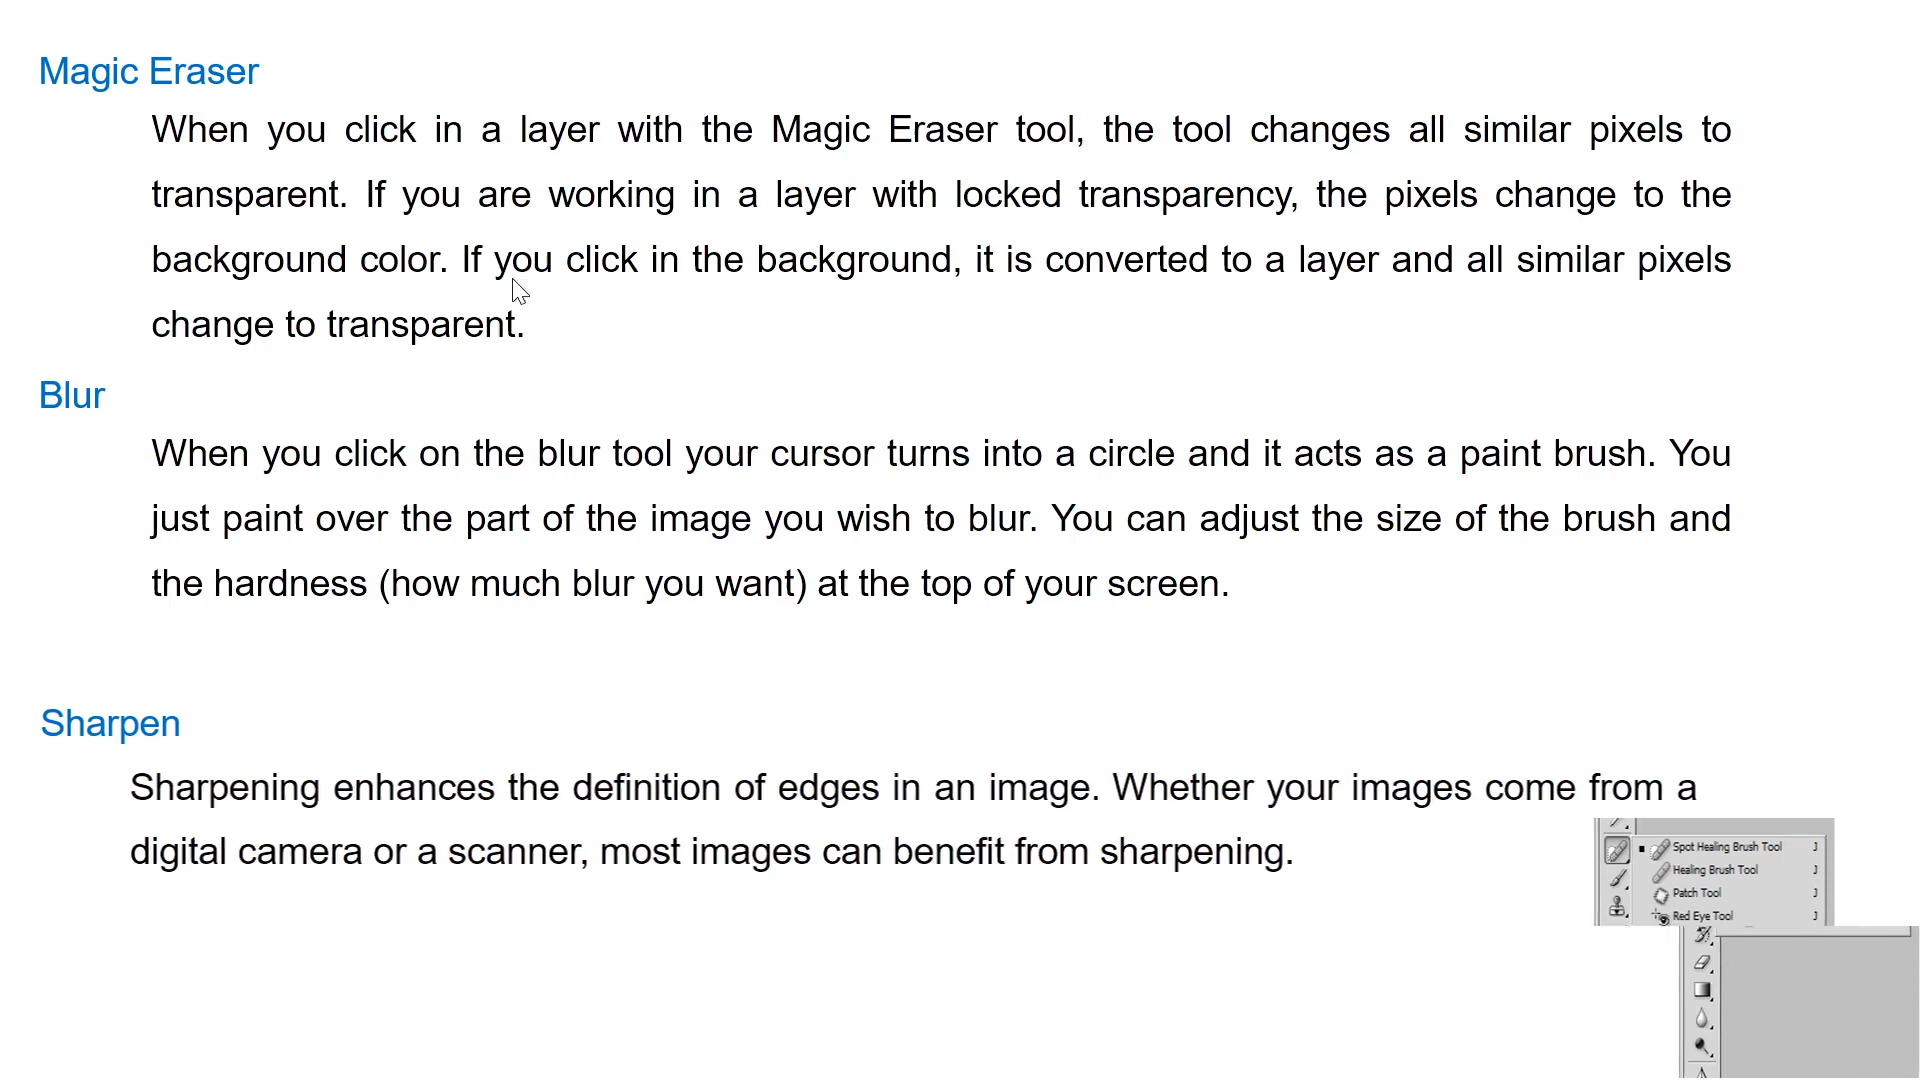 Magic Eraser
When you click in a layer with the Magic Eraser tool, the tool changes all similar pixels to
transparent. If you are working in a layer with locked transparency, the pixels change to the
background color. If you click in the background, it is converted to a layer and all similar pixels
change to transparent.
Blur
When you click on the blur tool your cursor turns into a circle and it acts as a paint brush. You
just paint over the part of the image you wish to blur. You can adjust the size of the brush and
the hardness (how much blur you want) at the top of your screen.
Sharpen
Sharpening enhances the definition of edges in an image. Whether your images come from a
digital camera or a scanner, most images can benefit from sharpening.
Spot Healing Brush Tool J
Healing Brush Tool J
Patch Tool J
Red Eye Tool J